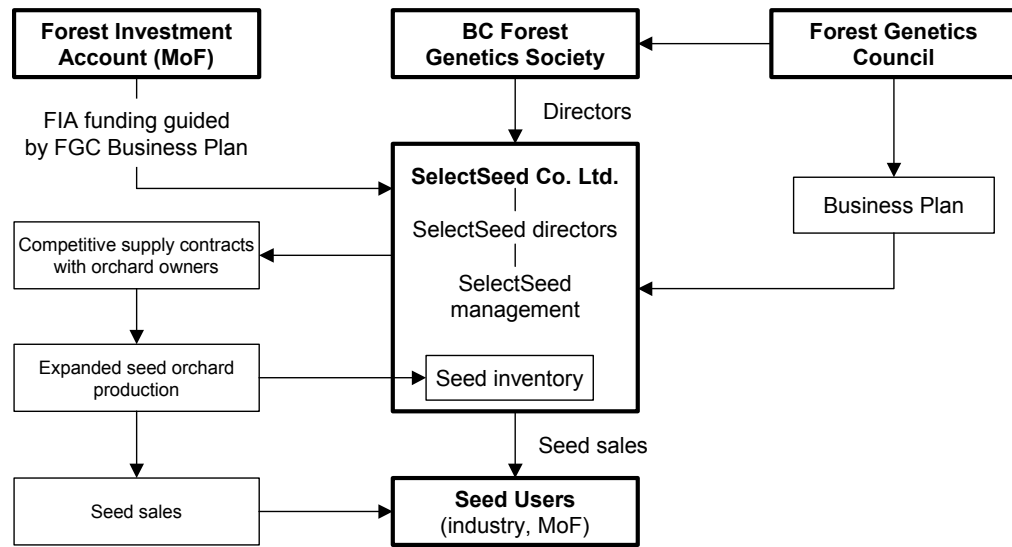 Forest Investment
Account (MoF)
BC Forest
Genetics Society
Forest Genetics
Council
FIA funding guided
by FGC Business Plan
Directors
SelectSeed Co. Ltd.
SelectSeed directors
SelectSeed
management
Business Plan
Competitive supply contracts
with orchard owners
Expanded seed orchard
production
Seed inventory
Seed sales
Seed sales
Seed Users
(industry, MoF)